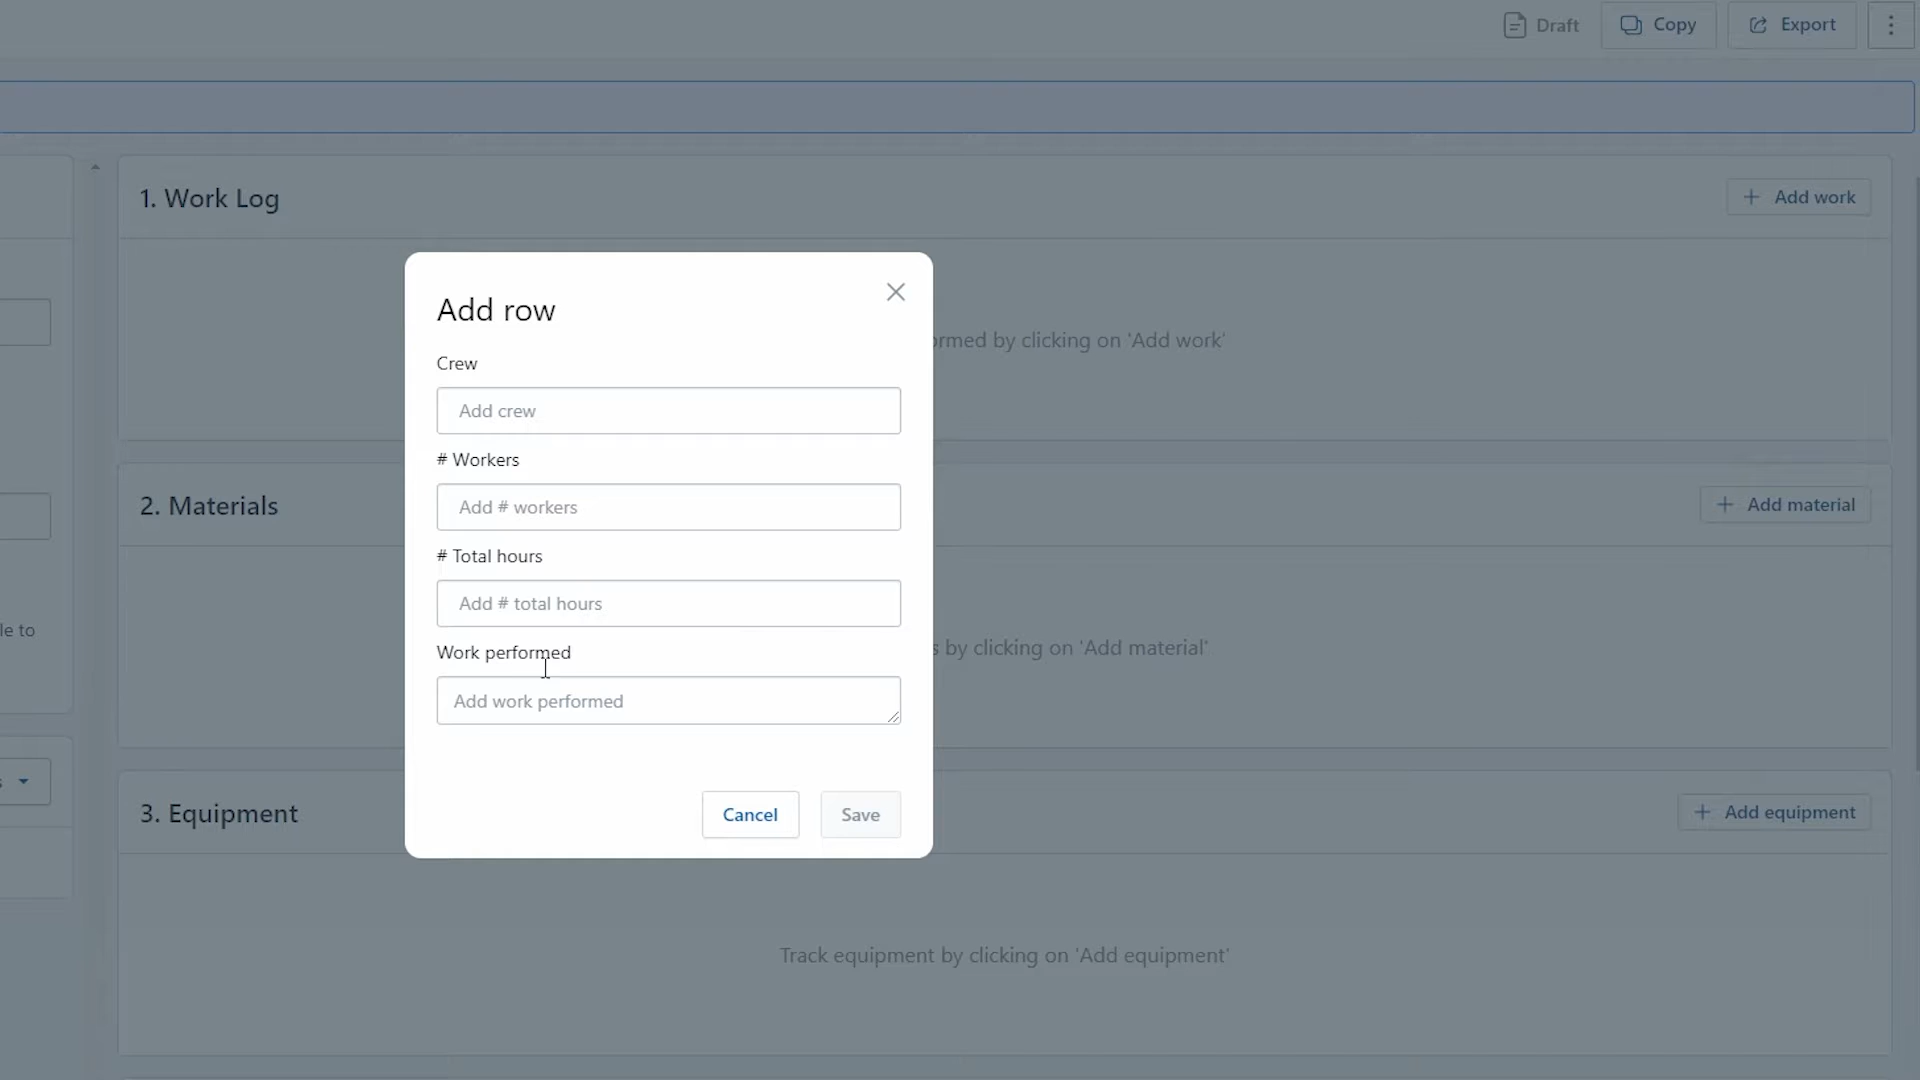 Draft
Copy
Export
1. Work Log
+ Add work
Add row
Crew
by clicking on 'Add work'
Add crew
# Workers
2. Materials
+ Add material
Add # workers
# Total hours
Add # total hours
le to
by clicking on 'Add material'
Work performed
Add work performed
3. Equipment
+ Add equipment
Cancel
Save
Track equipment by clicking on 'Add equipment'